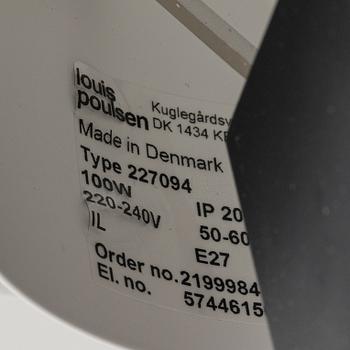 louis
poulsen
Kuglegårdsv
DK 1434 K
Made in Denmark
Type 227094
100W IP 20
220-240V 50-60
IL E27
Order no. 2199984
El. no. 5744615